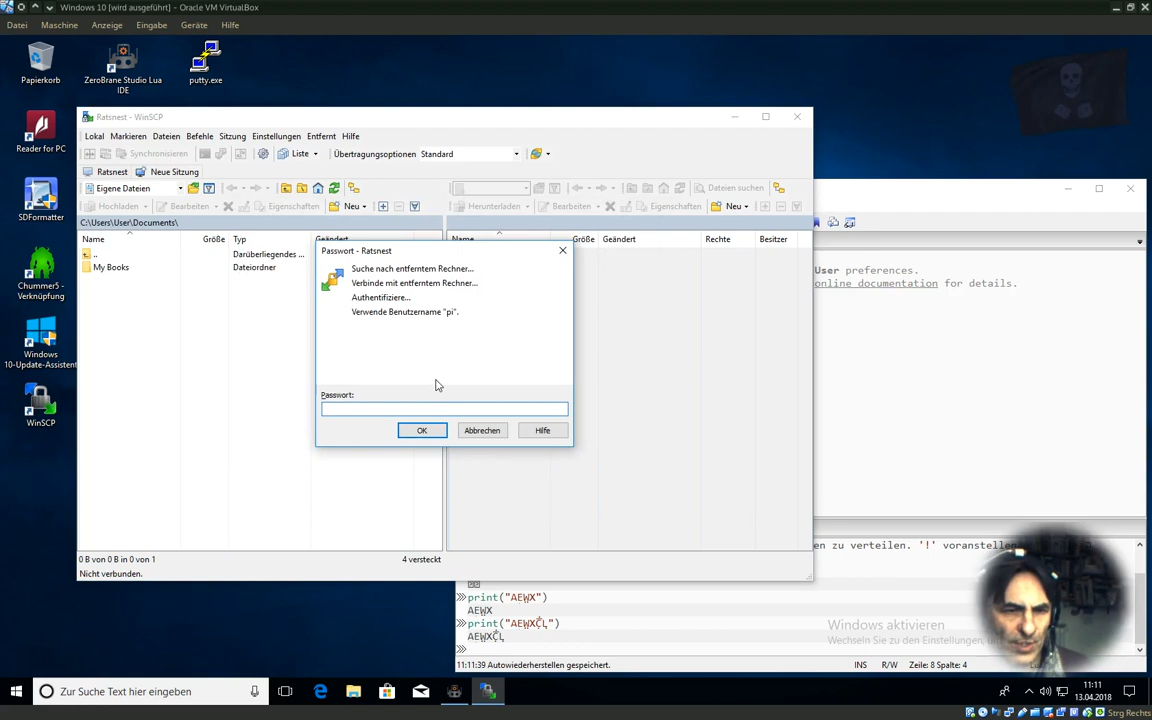 Windows 10 [wird ausgeführt] - Oracle VM VirtualBox
Datei Maschine Anzeige Eingabe Geräte Hilfe
Papierkorb
ZeroBrane Studio Lua
IDE
putty.exe
Reader for PC
SDFormatter
Chummer5 -
Verknüpfung
Windows
10-Update-Assistent
WinSCP
Ratsnest - WinSCP
Lokal Markieren Dateien Befehle Sitzung Einstellungen Entfernt Hilfe
Synchronisieren Liste Übertragungsoptionen Standard
Ratsnest Neue Sitzung
Eigene Dateien Dateien suchen
Hochladen Bearbeiten Eigenschaften Neu Herunterladen Bearbeiten Eigenschaften Neu
C:\Users\User\Documents\
Name Größe Typ Geändert Name Größe Geändert Rechte Besitzer
.. Darüberliegendes ...
My Books Dateiordner
Passwort - Ratsnest
Suche nach entferntem Rechner...
Verbinde mit entferntem Rechner...
Authentifiziere...
Verwende Benutzername "pi".
Passwort:
OK Abbrechen Hilfe
0 B von 0 B in 0 von 1 4 versteckt
Nicht verbunden.
User preferences.
online documentation for details.
en zu verteilen. '!' voranstellen
print("AEW̤X")
AEW̤X
print("AEW̤XÇ̌Ļ")
AEW̤XÇ̌Ļ
Windows aktivieren
Wechseln Sie zu den Einstellungen,
11:11:39 Autowiederherstellen gespeichert. INS R/W Zeile: 8 Spalte: 4
Zur Suche Text hier eingeben
11:11
13.04.2018
Strg Rechts